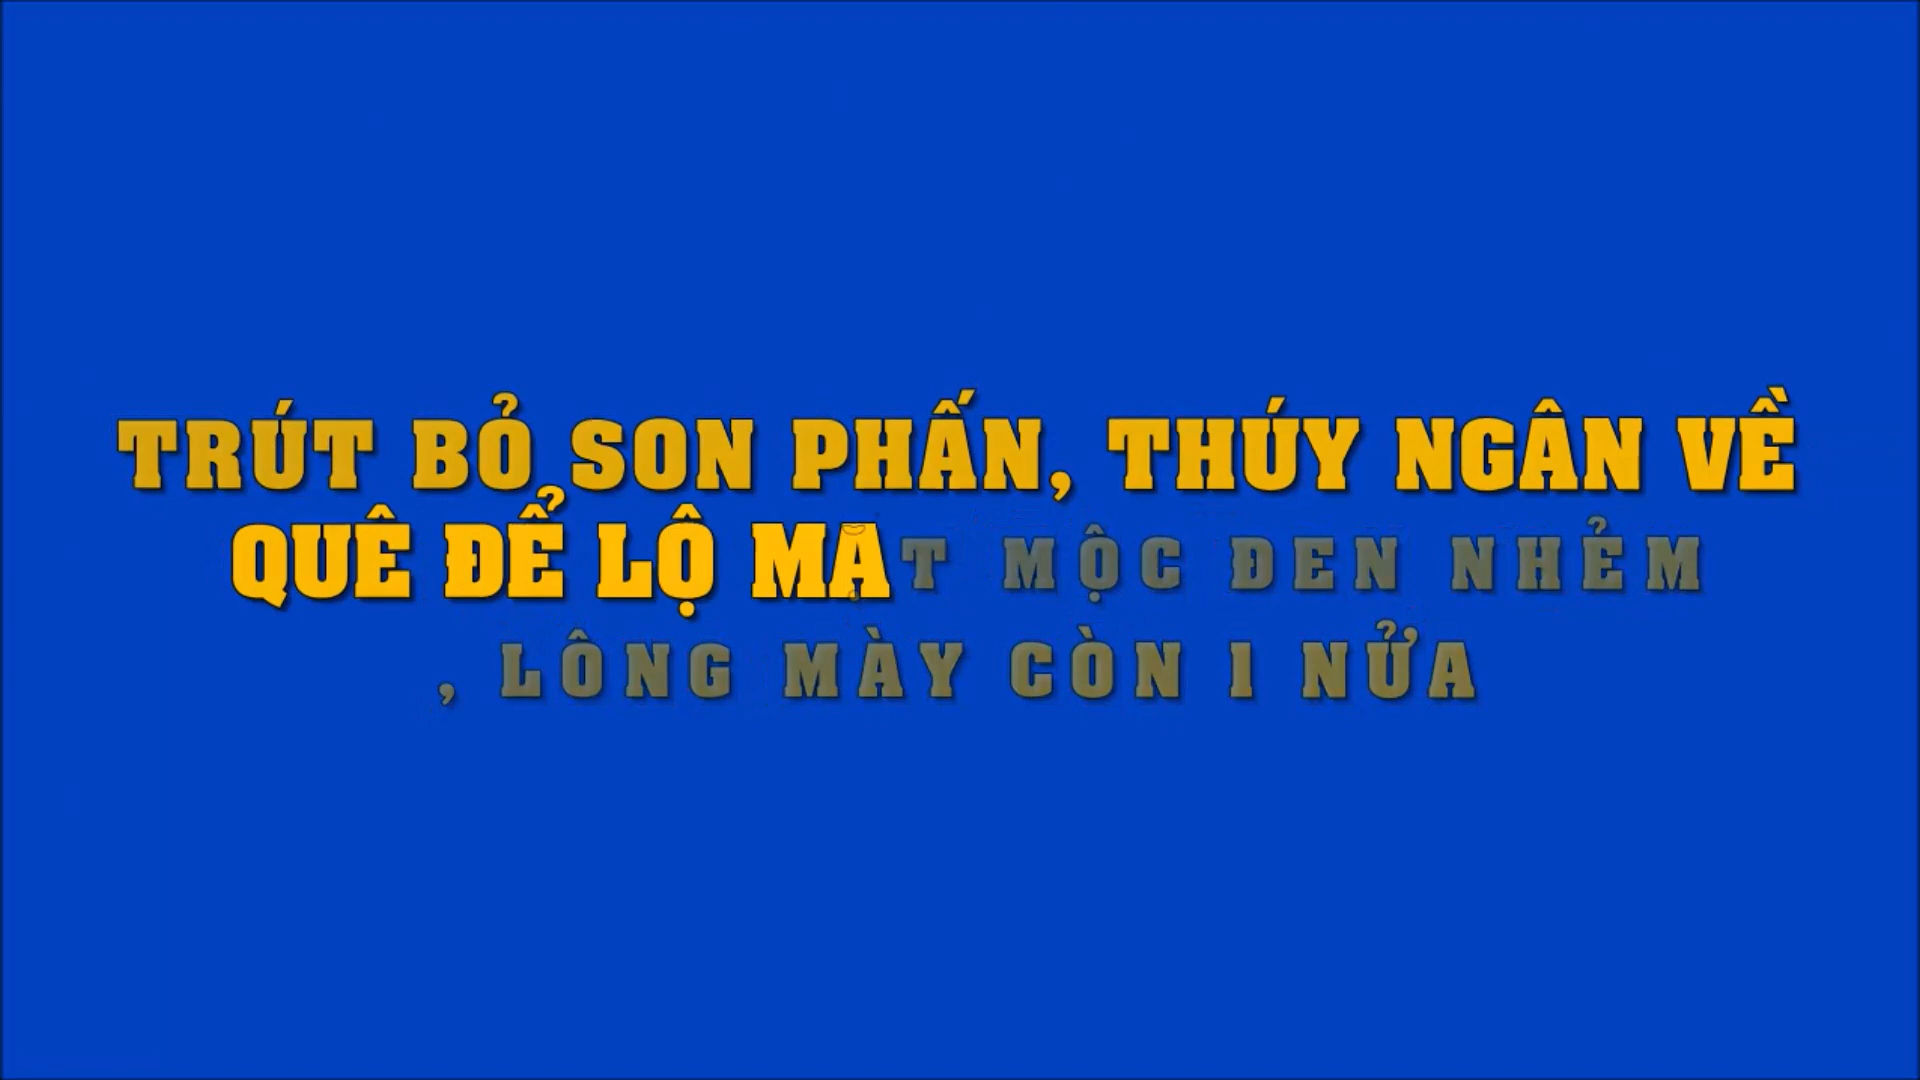 TRÚT BỎ SON PHẤN, THÚY NGÂN VỀ
QUÊ ĐỂ LỘ MẶT MỘC ĐEN NHẺM
, LÔNG MÀY CÒN 1 NỬA